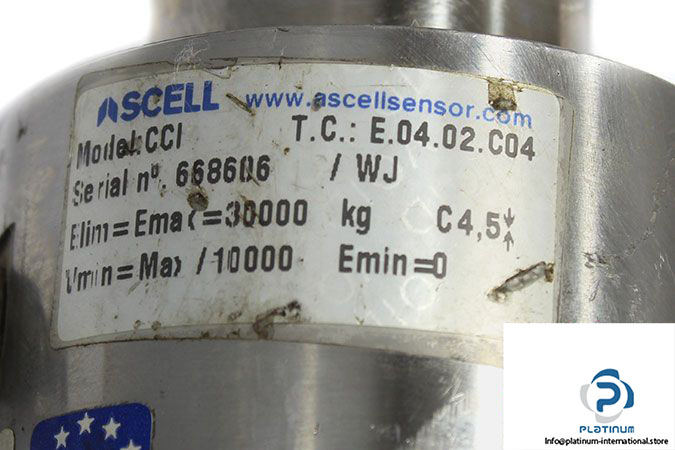 ASCELL www.ascellsensor.com
Model:CCI T.C.: E.04.02.C04
Serial nº. 668606 / WJ
Elim=Emax=30000 kg C4,5
Vmin=Max /10000 Emin=0
PLATINUM
Info@platinum-international.store